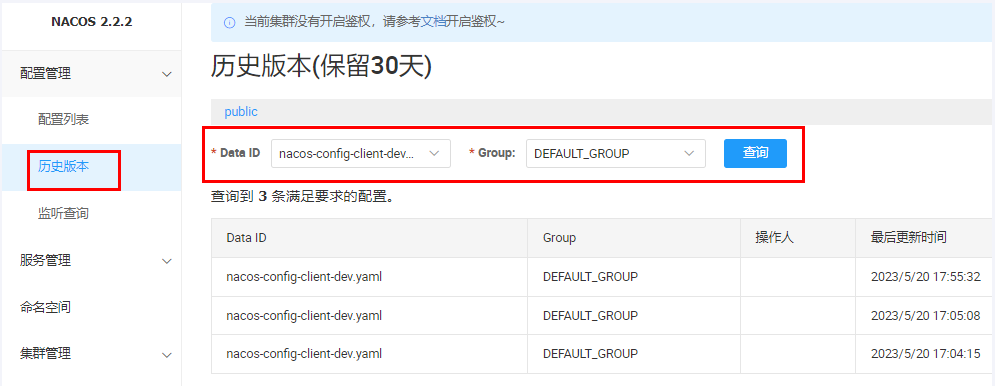 NACOS 2.2.2
当前集群没有开启鉴权，请参考文档开启鉴权~
历史版本(保留30天)
配置管理
public
配置列表
* Data ID nacos-config-client-dev... * Group: DEFAULT_GROUP 查询
历史版本
查询到 3 条满足要求的配置。
监听查询
Data ID Group 操作人 最后更新时间
服务管理
nacos-config-client-dev.yaml DEFAULT_GROUP 2023/5/20 17:55:32
命名空间
nacos-config-client-dev.yaml DEFAULT_GROUP 2023/5/20 17:05:08
集群管理
nacos-config-client-dev.yaml DEFAULT_GROUP 2023/5/20 17:04:15